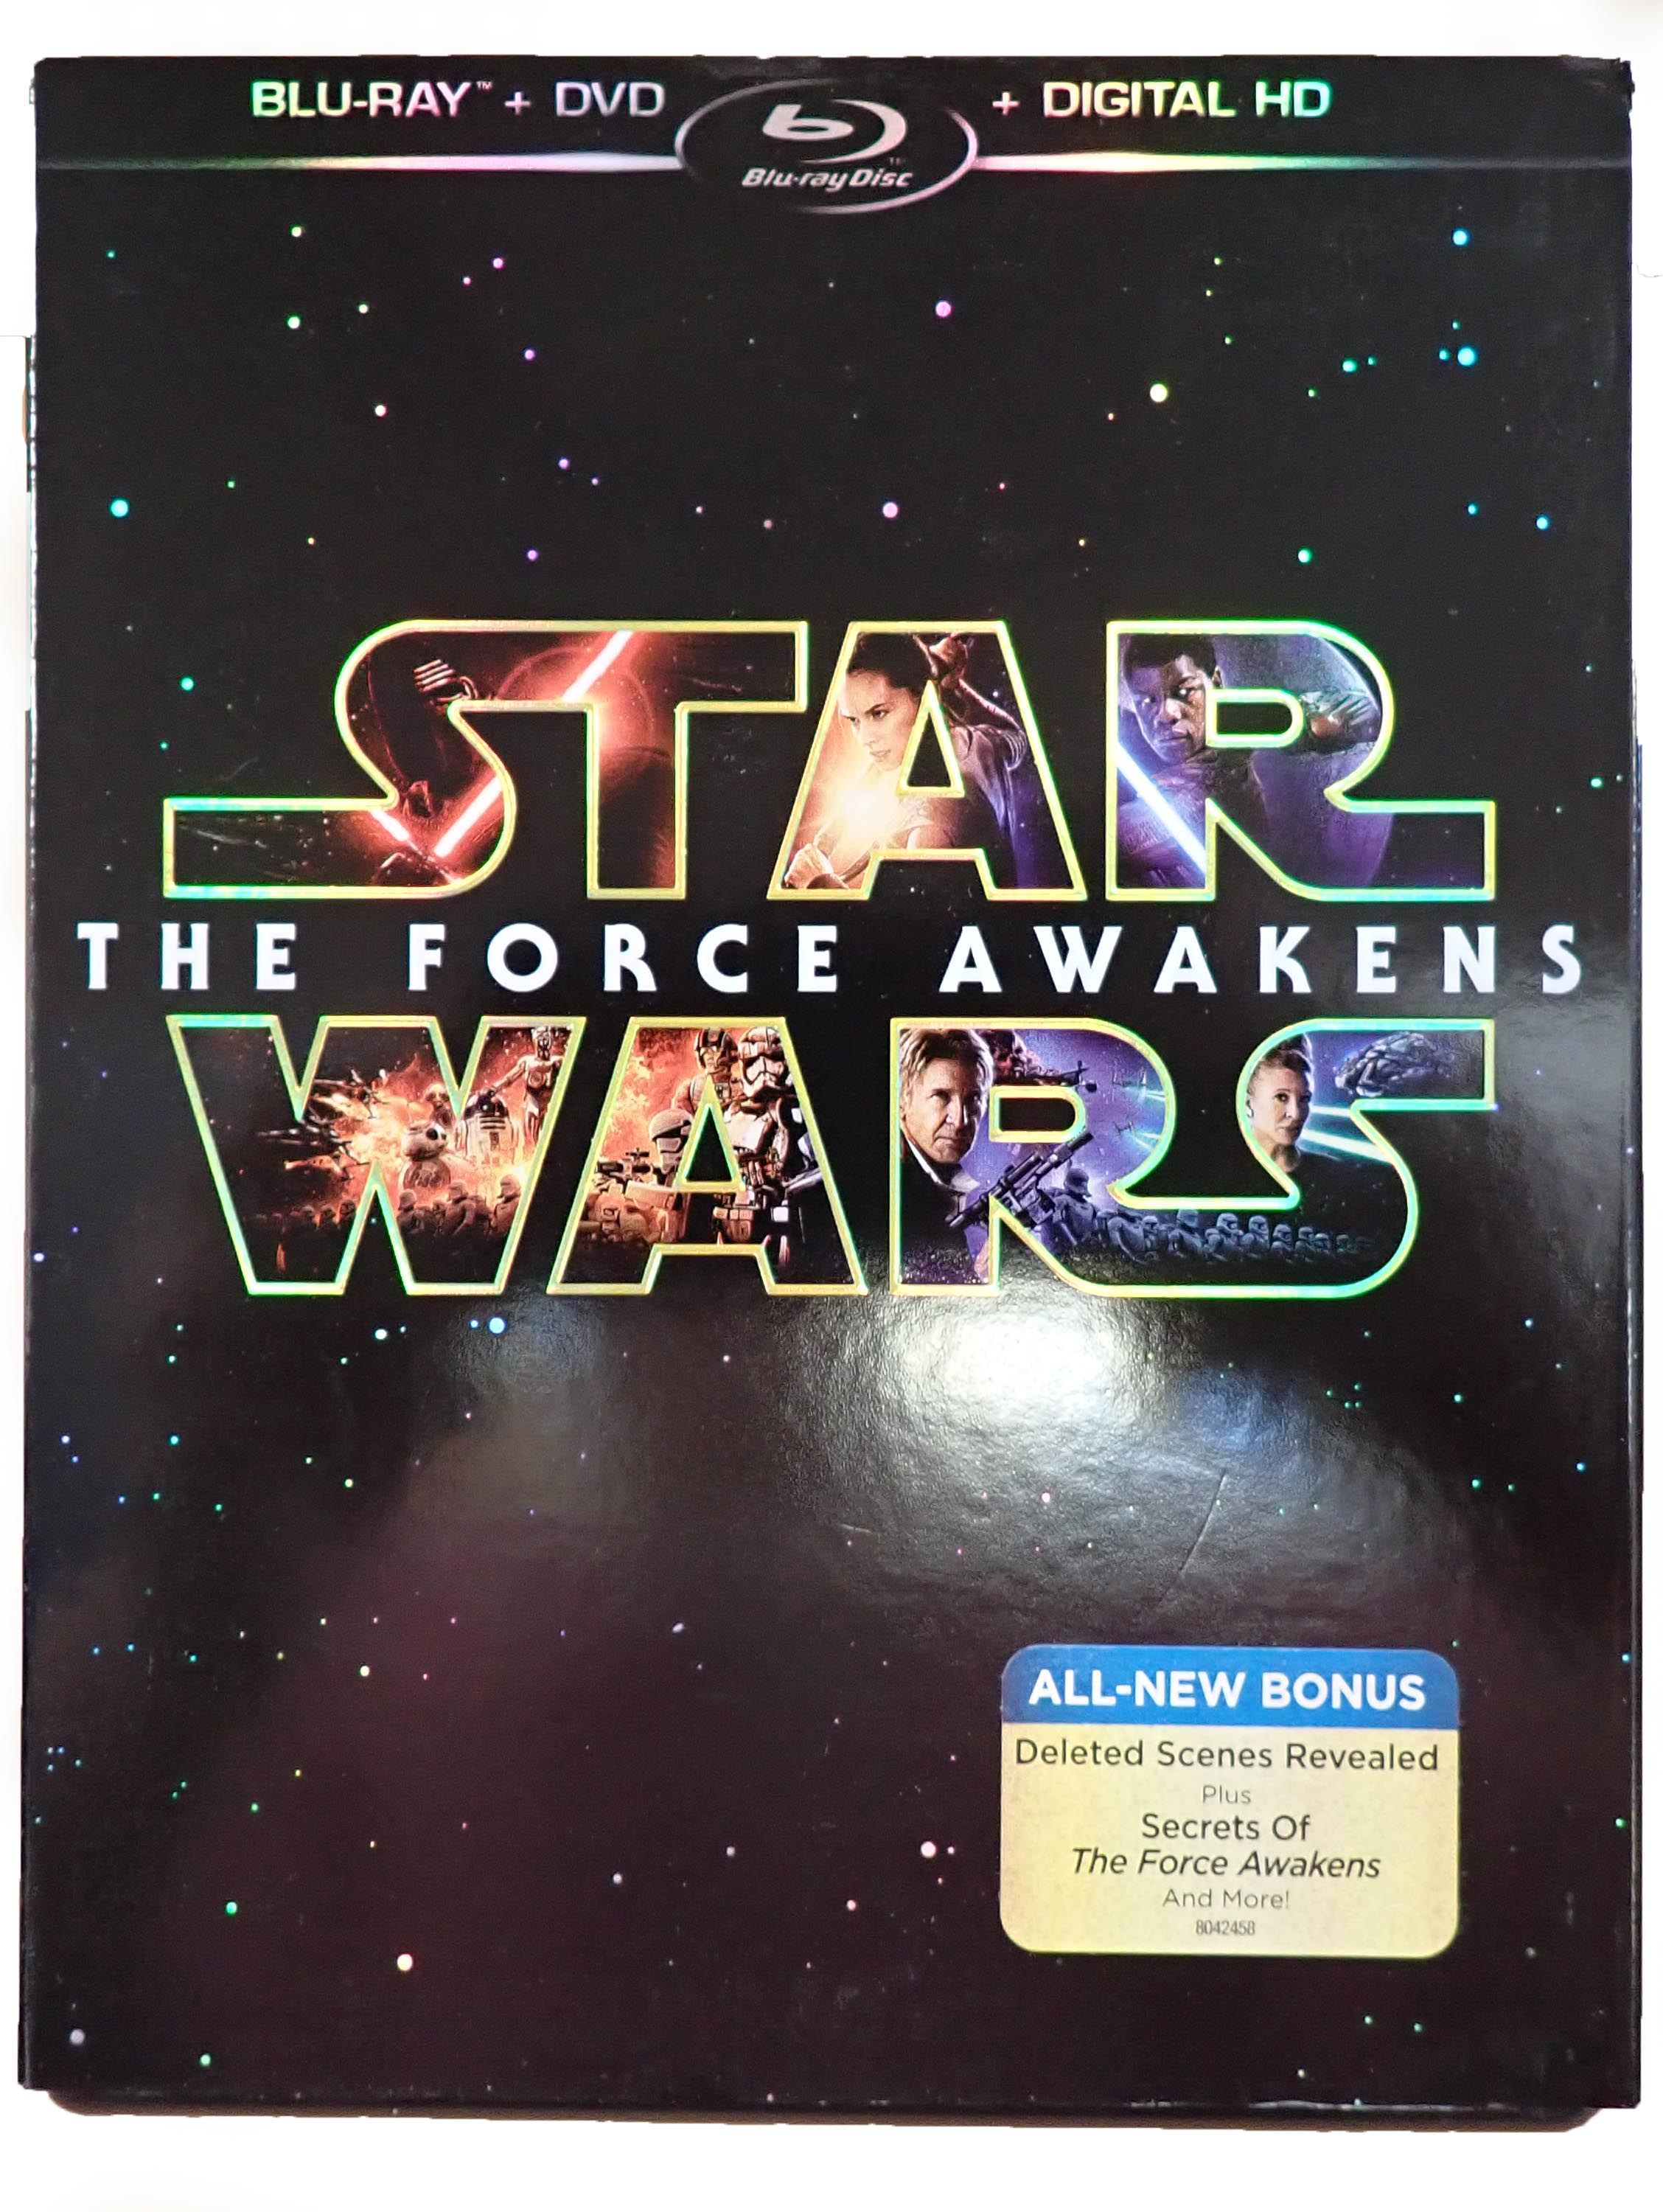 BLU-RAY™ + DVD + DIGITAL HD
Blu-ray Disc™
STAR
THE FORCE AWAKENS
WARS
ALL-NEW BONUS
Deleted Scenes Revealed
Plus
Secrets Of
The Force Awakens
And More!
8042458